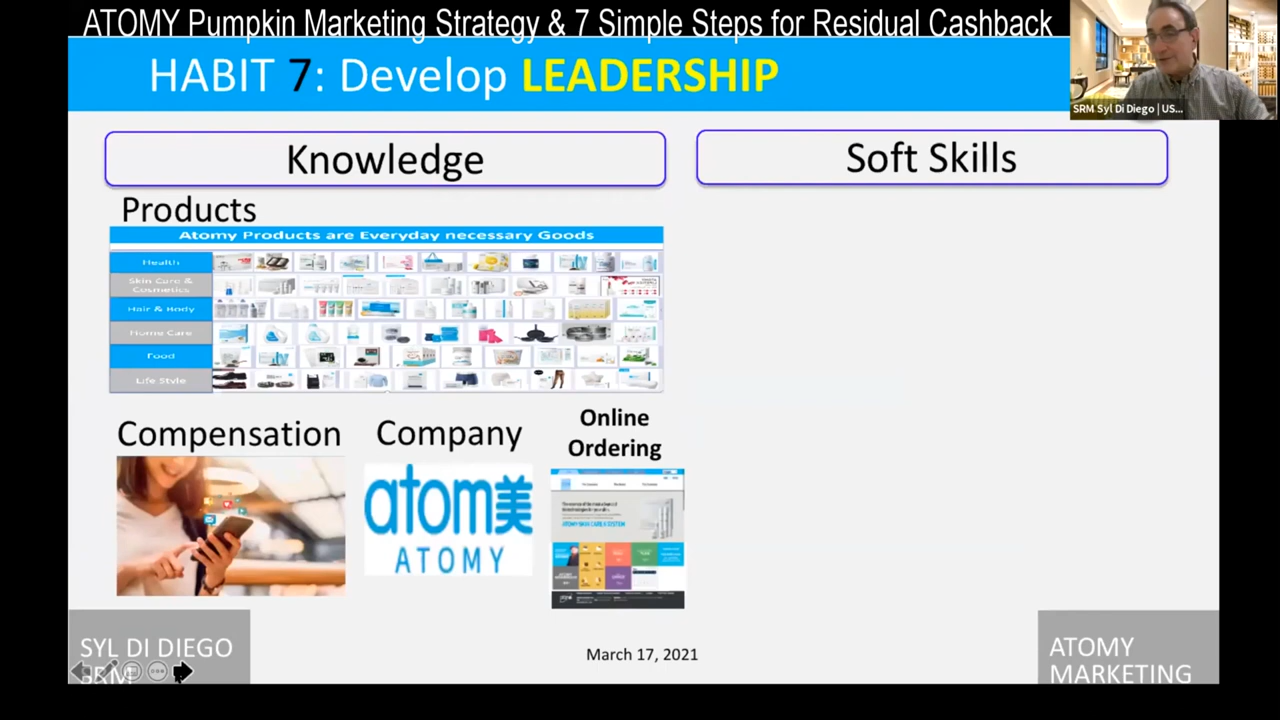 ATOMY Pumpkin Marketing Strategy & 7 Simple Steps for Residual Cashback
HABIT 7: Develop LEADERSHIP
SRM Syl Di Diego | US...
Knowledge
Soft Skills
Products
Atomy Products are Everyday necessary Goods
Health
Skin Care &
Cosmetics
Hair & Body
Home Care
Food
Life Style
Compensation
Company
Online
Ordering
atom美
ATOMY
SYL DI DIEGO
SRM
March 17, 2021
ATOMY
MARKETING